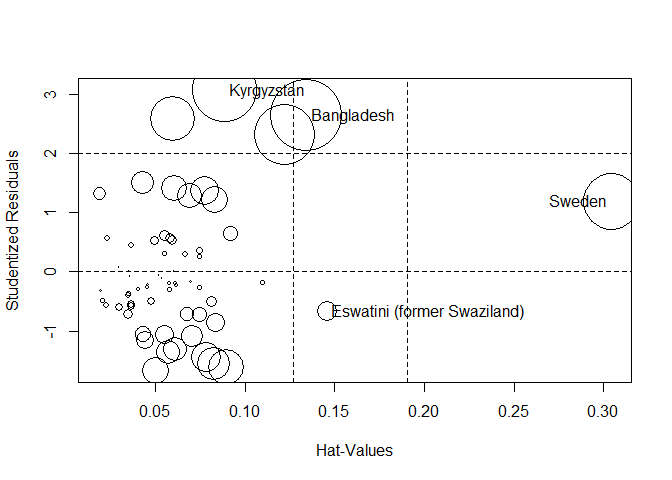 Kyrgyzstan
Bangladesh
Sweden
Eswatini (former Swaziland)
Studentized Residuals
3
2
1
0
-1
0.05 0.10 0.15 0.20 0.25 0.30
Hat-Values